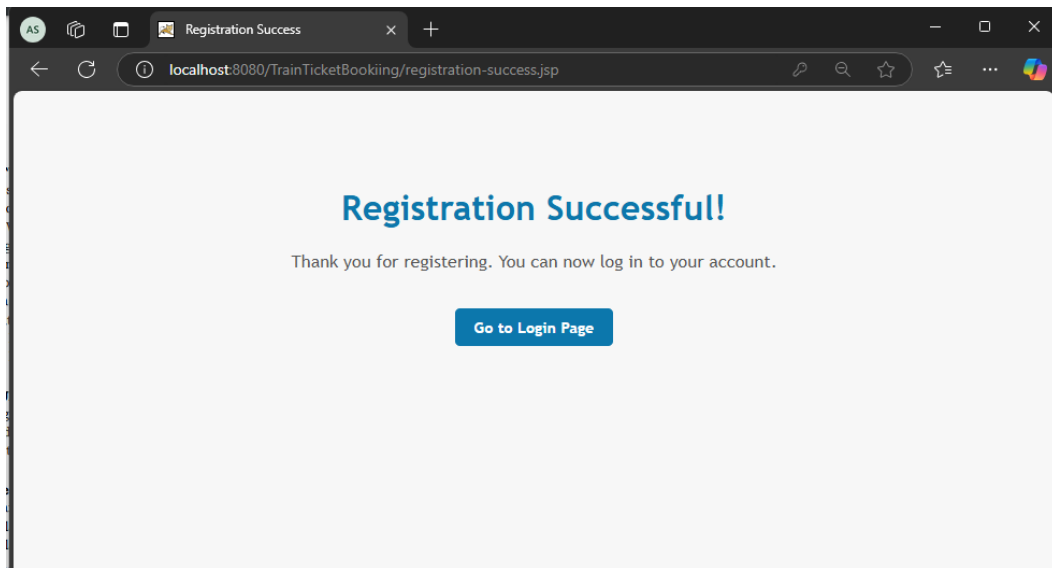 AS
Registration Success
localhost:8080/TrainTicketBookiing/registration-success.jsp
Registration Successful!
Thank you for registering. You can now log in to your account.
Go to Login Page